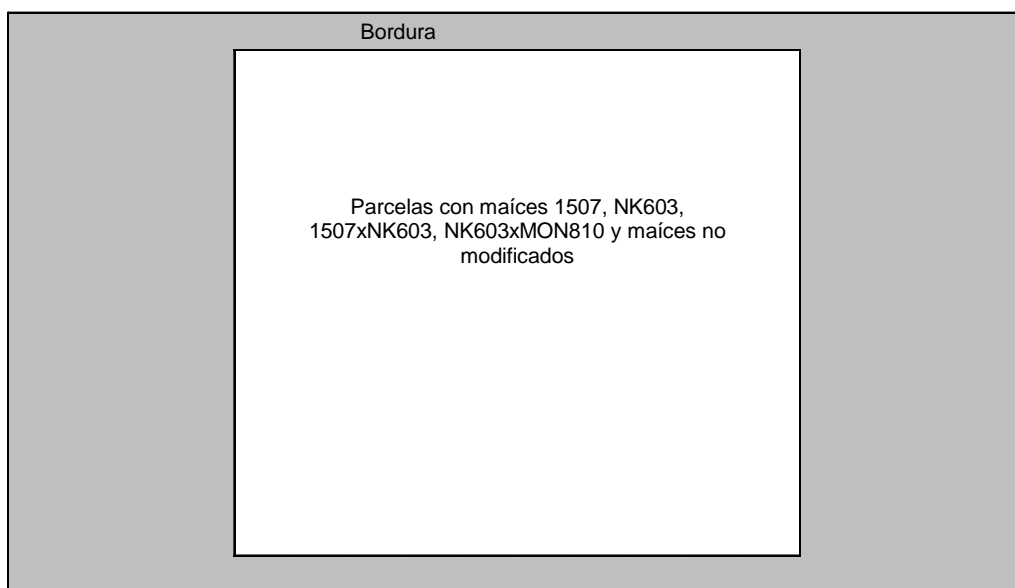 Bordura
Parcelas con maíces 1507, NK603,
1507xNK603, NK603xMON810 y maíces no
modificados